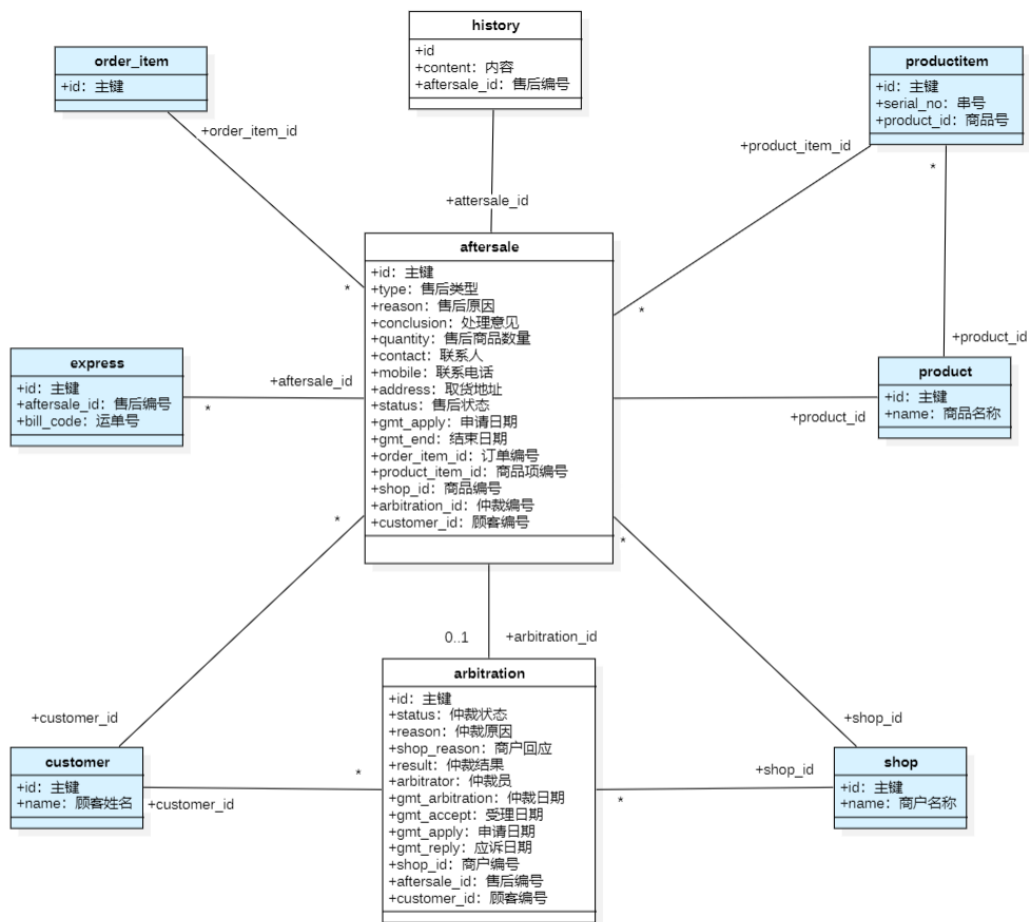 history
+id
+content：内容
+aftersale_id：售后编号
order_item
+id：主键
productitem
+id：主键
+serial_no：串号
+product_id：商品号
+order_item_id
+product_item_id
*
+attersale_id
aftersale
+id：主键
+type：售后类型
+reason：售后原因
+conclusion：处理意见
+quantity：售后商品数量
+contact：联系人
+mobile：联系电话
+address：取货地址
+status：售后状态
+gmt_apply：申请日期
+gmt_end：结束日期
+order_item_id：订单编号
+product_item_id：商品项编号
+shop_id：商品编号
+arbitration_id：仲裁编号
+customer_id：顾客编号
*
*
+product_id
express
+id：主键
+aftersale_id：售后编号
+bill_code：运单号
+aftersale_id
*
product
+id：主键
+name：商品名称
+product_id
*
*
0..1
+arbitration_id
arbitration
+id：主键
+status：仲裁状态
+reason：仲裁原因
+shop_reason：商户回应
+result：仲裁结果
+arbitrator：仲裁员
+gmt_arbitration：仲裁日期
+gmt_accept：受理日期
+gmt_apply：申请日期
+gmt_reply：应诉日期
+shop_id：商户编号
+aftersale_id：售后编号
+customer_id：顾客编号
+customer_id
customer
+id：主键
+name：顾客姓名
*
+customer_id
+shop_id
+shop_id
*
shop
+id：主键
+name：商户名称